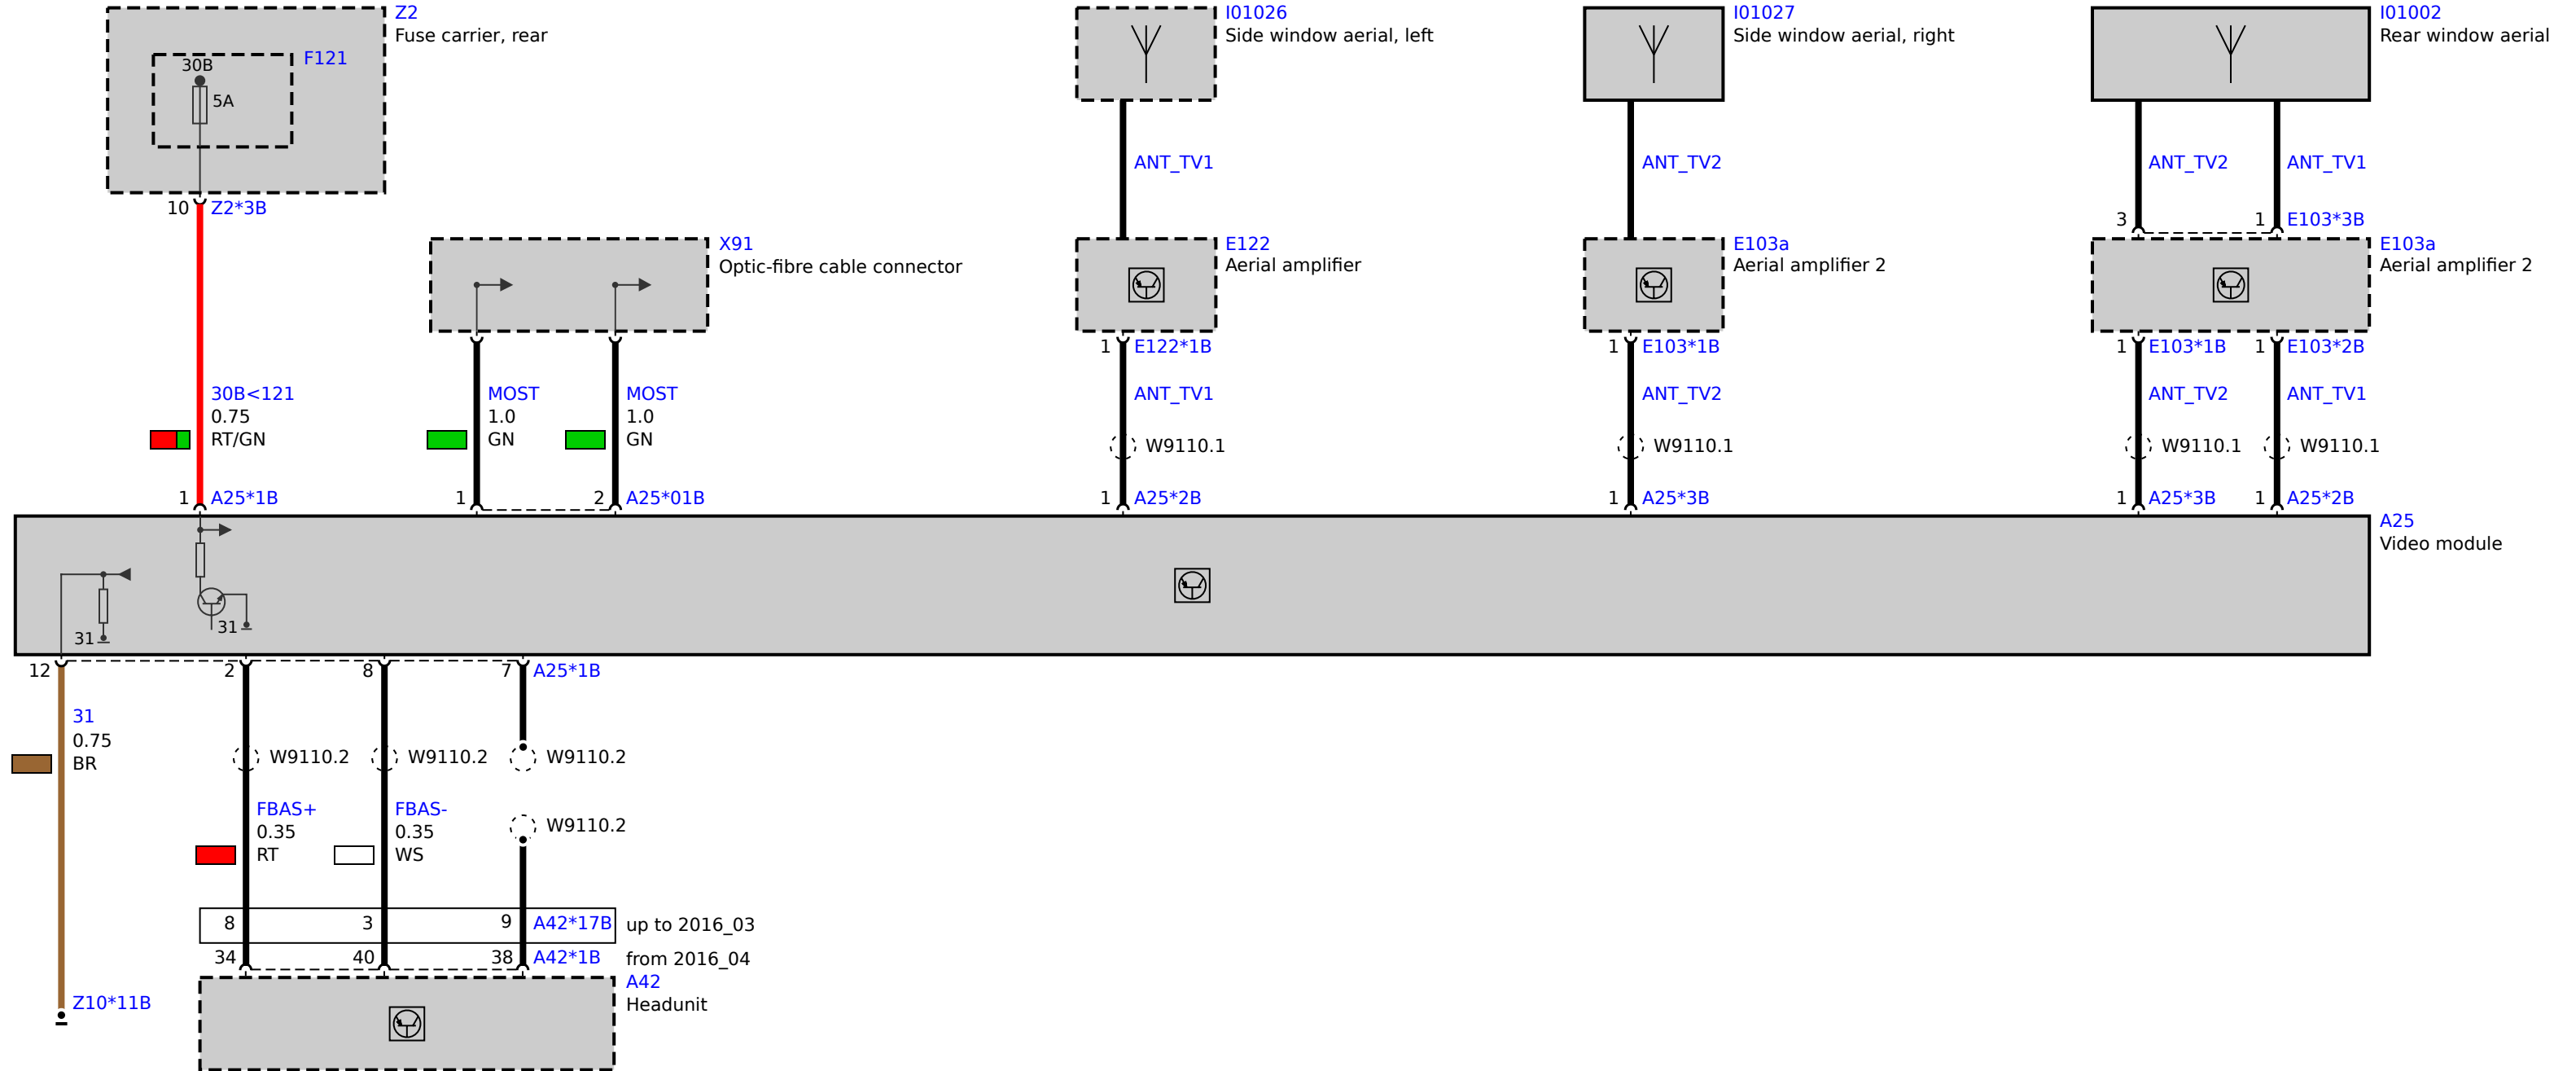 Z2
Fuse carrier, rear
F121
30B
5A
10 Z2*3B
I01026
Side window aerial, left
I01027
Side window aerial, right
I01002
Rear window aerial
ANT_TV1
ANT_TV2
ANT_TV2
ANT_TV1
3
1 E103*3B
X91
Optic-fibre cable connector
E122
Aerial amplifier
E103a
Aerial amplifier 2
E103a
Aerial amplifier 2
1 E122*1B
1 E103*1B
1 E103*1B
1 E103*2B
30B<121
0.75
RT/GN
MOST
1.0
GN
MOST
1.0
GN
ANT_TV1
ANT_TV2
ANT_TV2
ANT_TV1
W9110.1
W9110.1
W9110.1
W9110.1
1 A25*1B
1
2 A25*01B
1 A25*2B
1 A25*3B
1 A25*3B
1 A25*2B
A25
Video module
31
31
12
2
8
7 A25*1B
31
0.75
BR
W9110.2
W9110.2
W9110.2
FBAS+
0.35
RT
FBAS-
0.35
WS
W9110.2
8
3
9 A42*17B up to 2016_03
34
40
38 A42*1B from 2016_04
A42
Headunit
Z10*11B